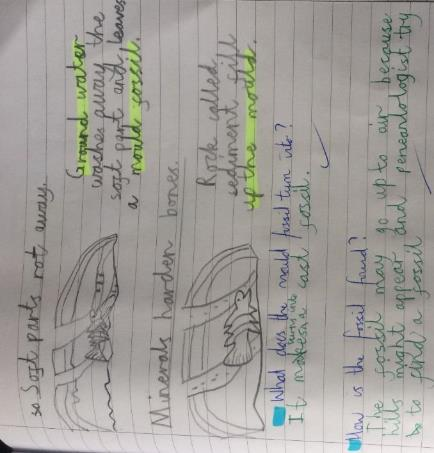 so Soft parts rot away.
Ground water
washes away the
soft part and leaves
a mould fossil.
Minerals harden bones.
Rock called
sediment fill
up the mould.
What does the mould fossil turn into?
It makes a cast fossil.
How is the fossil found?
The fossil may go up to air because
hills might appear and peneantologist try
to find a fossil